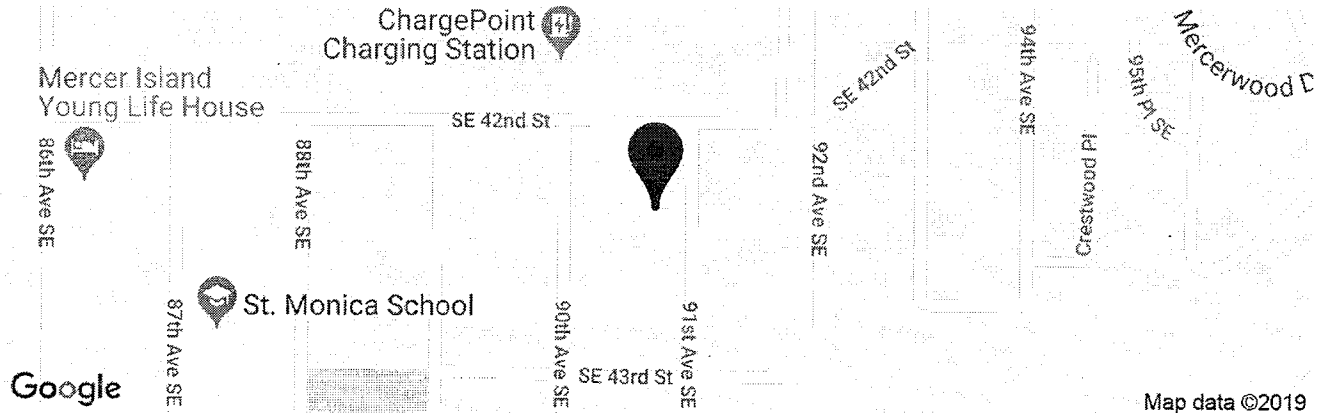 ChargePoint
Charging Station
Mercer Island
Young Life House
SE 42nd St
SE 42nd St
94th Ave SE
95th Pl SE
Mercerwood D
86th Ave SE
88th Ave SE
92nd Ave SE
Crestwood Pl
St. Monica School
87th Ave SE
90th Ave SE
91st Ave SE
SE 43rd St
Google
Map data ©2019